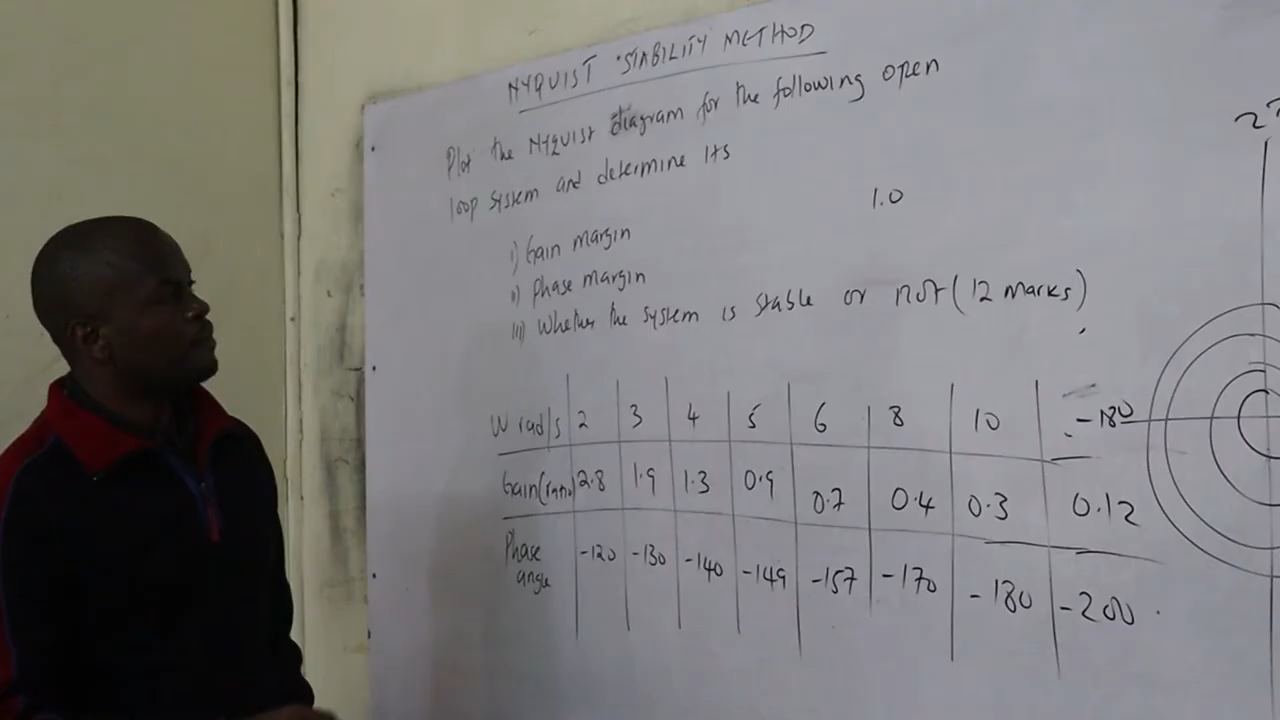 NYQUIST STABILITY METHOD
Plot the NYQUIST diagram for the following open
loop system and determine its
1.0
i) Gain margin
ii) phase margin
iii) Whether the system is stable or not (12 marks)
W rad/s 2 3 4 5 6 8 10
-180
Gain(ratio) 2.8 1.9 1.3 0.9 0.7 0.4 0.3 0.12
Phase angle -120 -130 -140 -149 -157 -170 -180 -200